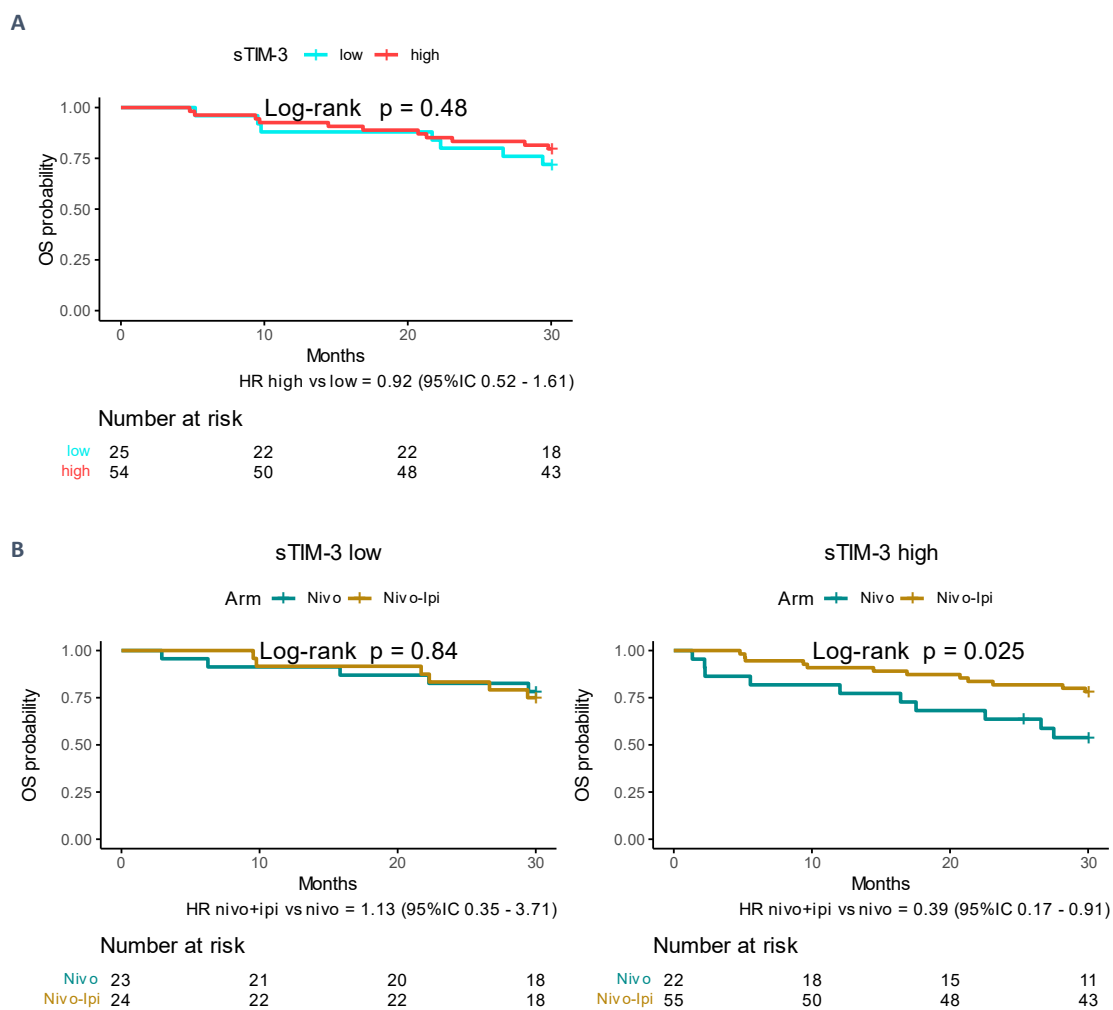 A
sTIM-3 low high
Log-rank p = 0.48
1.00
0.75
0.50
0.25
0.00
OS probability
0 10 20 30
Months
HR high vs low = 0.92 (95%IC 0.52 - 1.61)
Number at risk
low 25 22 22 18
high 54 50 48 43
B
sTIM-3 low
Arm Nivo Nivo-Ipi
Log-rank p = 0.84
1.00
0.75
0.50
0.25
0.00
OS probability
0 10 20 30
Months
HR nivo+ipi vs nivo = 1.13 (95%IC 0.35 - 3.71)
Number at risk
Nivo 23 21 20 18
Nivo-Ipi 24 22 22 18
sTIM-3 high
Arm Nivo Nivo-Ipi
Log-rank p = 0.025
1.00
0.75
0.50
0.25
0.00
OS probability
0 10 20 30
Months
HR nivo+ipi vs nivo = 0.39 (95%IC 0.17 - 0.91)
Number at risk
Nivo 22 18 15 11
Nivo-Ipi 55 50 48 43